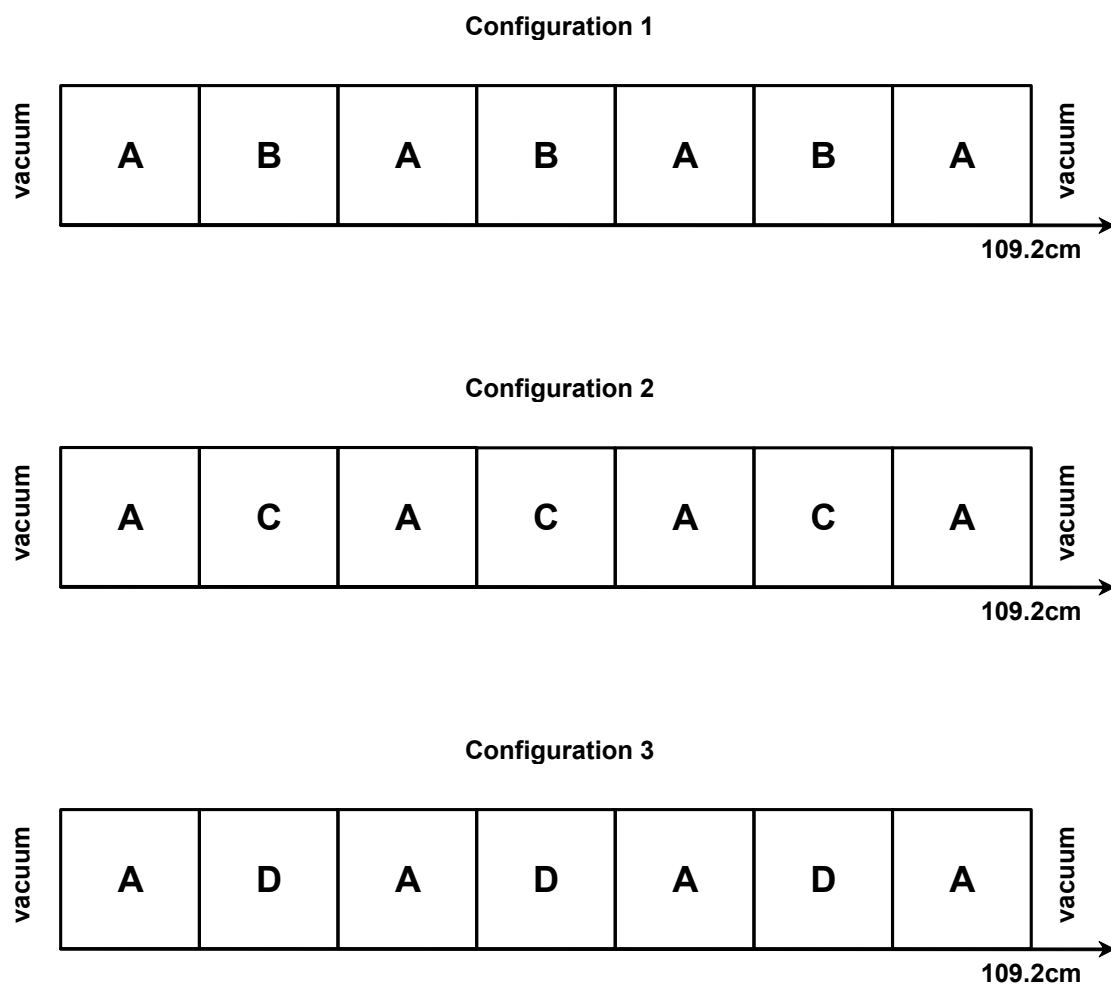 Configuration 1
vacuum A B A B A B A vacuum
109.2cm
Configuration 2
vacuum A C A C A C A vacuum
109.2cm
Configuration 3
vacuum A D A D A D A vacuum
109.2cm